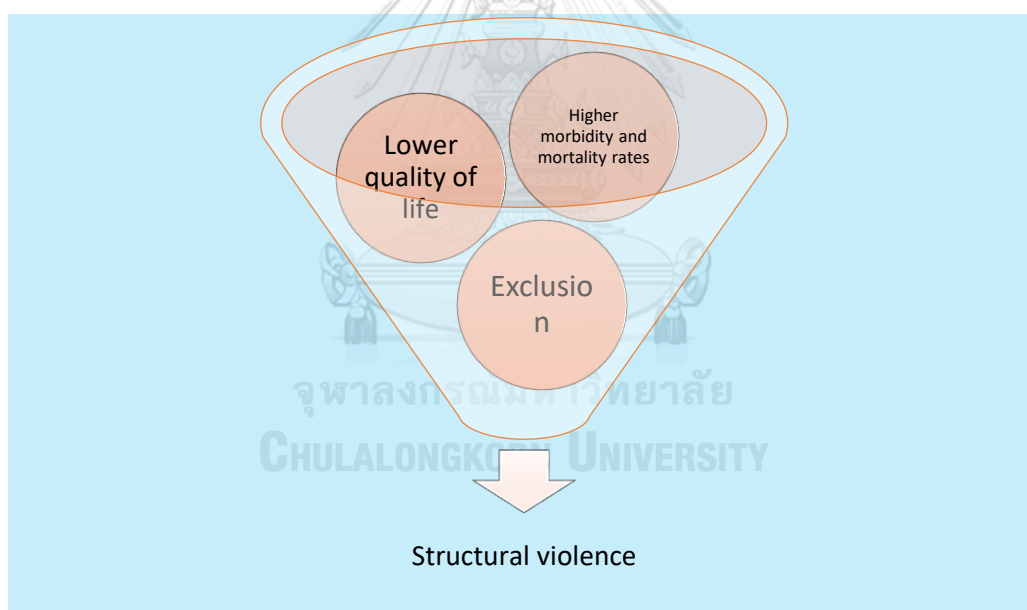 Lower
quality of
life
Higher
morbidity and
mortality rates
Exclusio
n
จุฬาลงกรณ์มหาวิทยาลัย
CHULALONGKORN UNIVERSITY
Structural violence